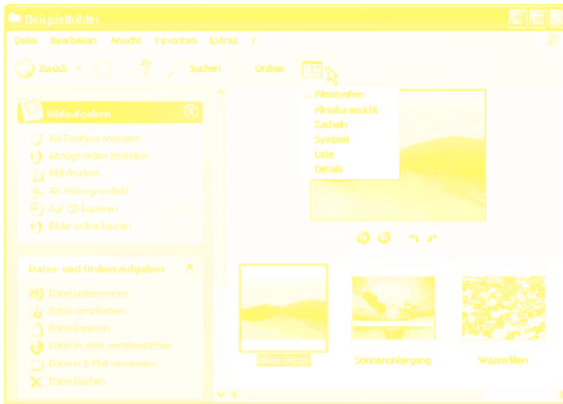 Beispielbilder
Datei Bearbeiten Ansicht Favoriten Extras ?
Zurück Suchen Ordner
Filmstreifen
Miniaturansicht
Kacheln
Symbole
Liste
Details
Bildaufgaben
Als Diashow anzeigen
Abzüge online bestellen
Bild drucken
Als Hintergrundbild
Auf CD kopieren
Bilder online kaufen
Datei- und Ordneraufgaben
Datei umbenennen
Datei verschieben
Datei kopieren
Datei im Web veröffentlichen
Datei in E-Mail versenden
Datei löschen
Blaue Berge
Sonnenuntergang
Wasserlilien